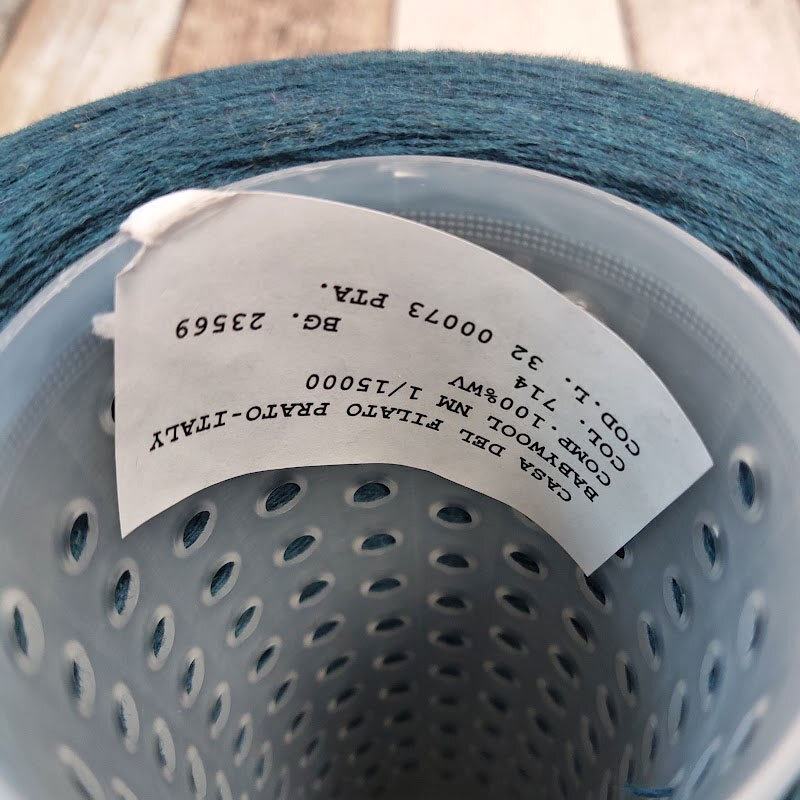 CASA DEL FILATO PRATO-ITALY
BABYWOOL NM 1/15000
COMP.100%WV
COL. 714 BG. 23569
COD.L. 32 00073 PTA.